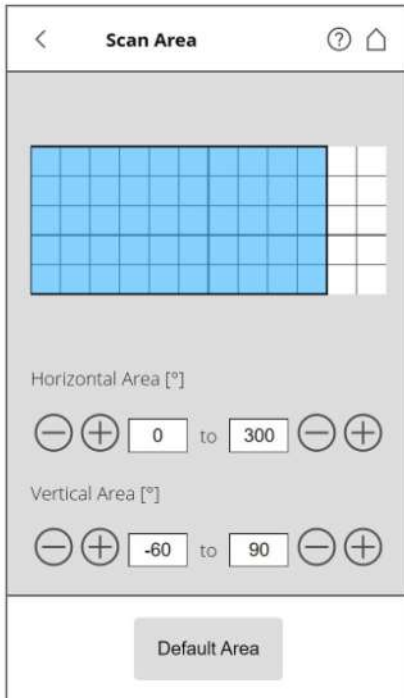 Scan Area
Horizontal Area [°]
0 to 300
Vertical Area [°]
-60 to 90
Default Area